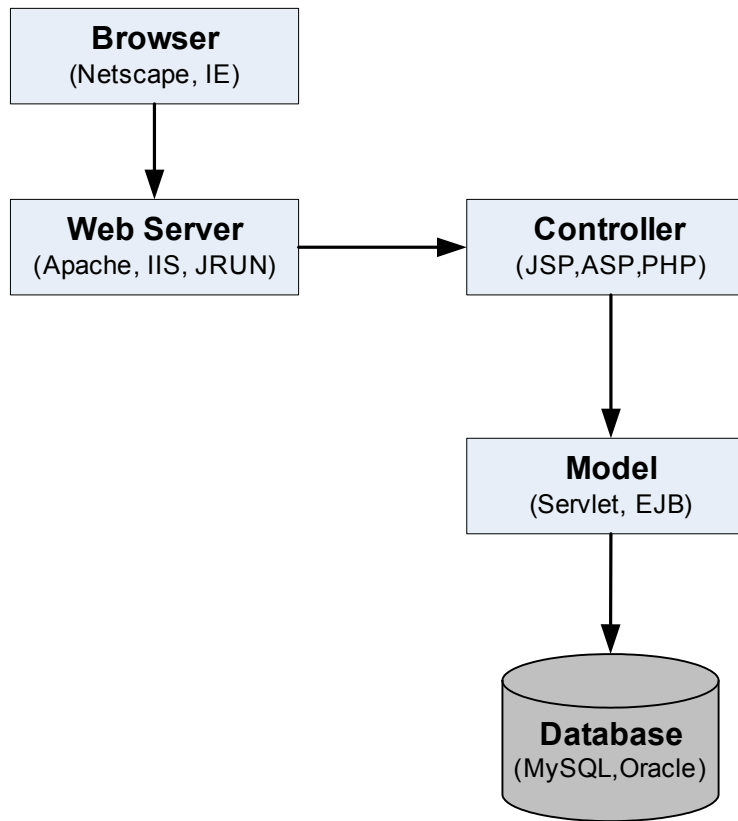 Browser
(Netscape, IE)
Web Server
(Apache, IIS, JRUN)
Controller
(JSP,ASP,PHP)
Model
(Servlet, EJB)
Database
(MySQL,Oracle)